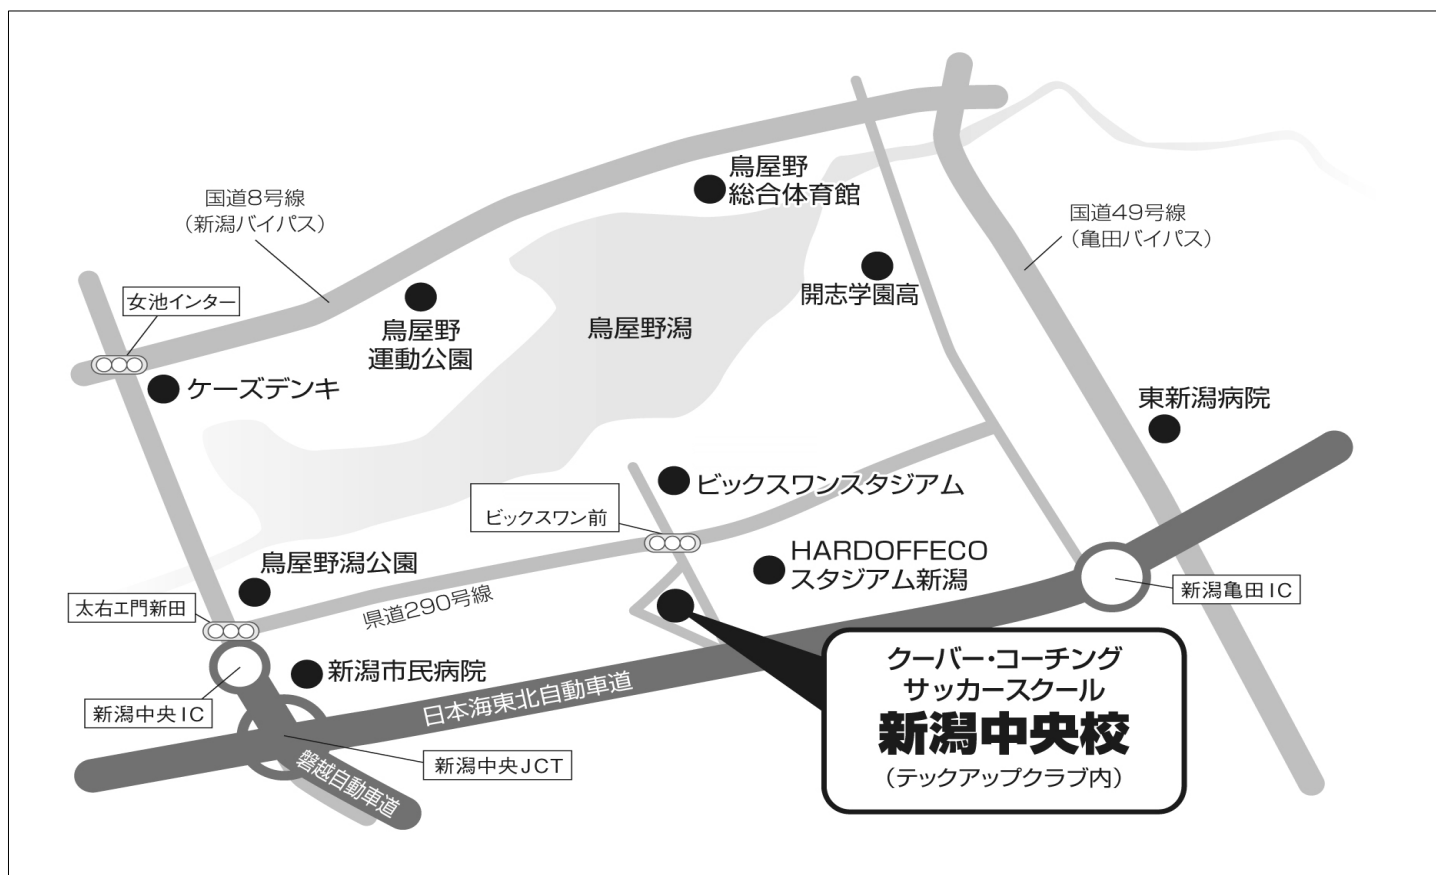 鳥屋野
総合体育館
国道8号線
（新潟バイパス）
国道49号線
（亀田バイパス）
開志学園高
女池インター
鳥屋野
運動公園
鳥屋野潟
ケーズデンキ
東新潟病院
ビックスワンスタジアム
ビックスワン前
HARDOFFECO
スタジアム新潟
鳥屋野潟公園
県道290号線
新潟亀田IC
太右エ門新田
クーバー・コーチング
サッカースクール
新潟中央校
（テックアップクラブ内）
新潟市民病院
日本海東北自動車道
新潟中央IC
新潟中央JCT
磐越自動車道